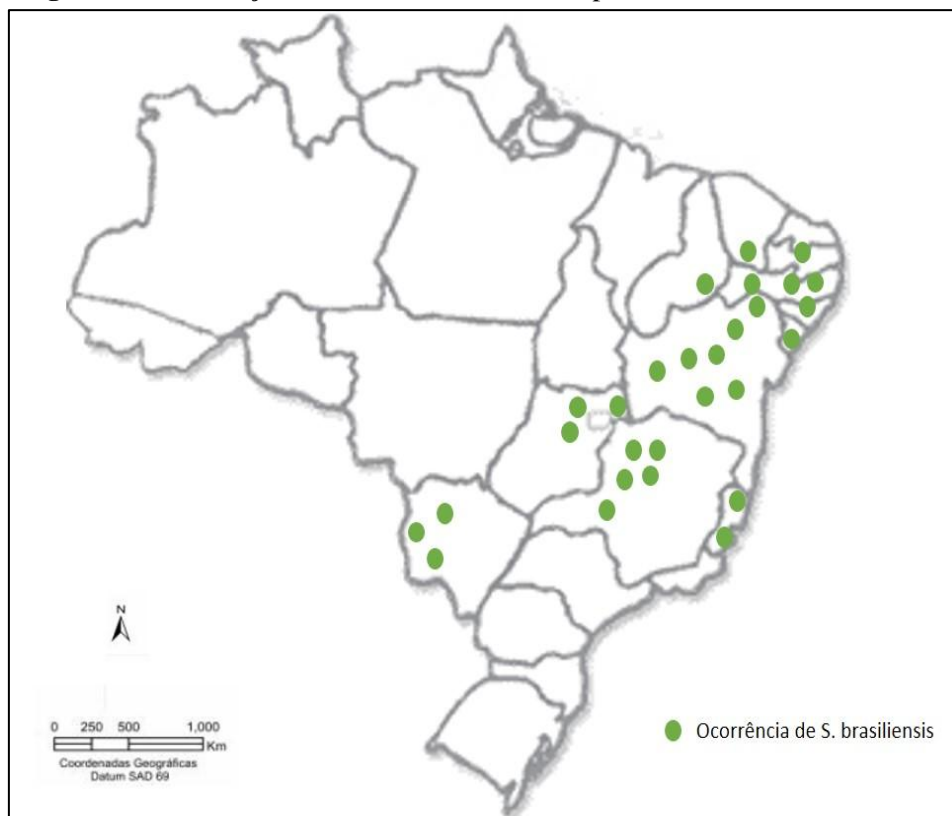 N
0 250 500 1,000
Km
Coordenadas Geográficas
Datum SAD 69
Ocorrência de S. brasiliensis